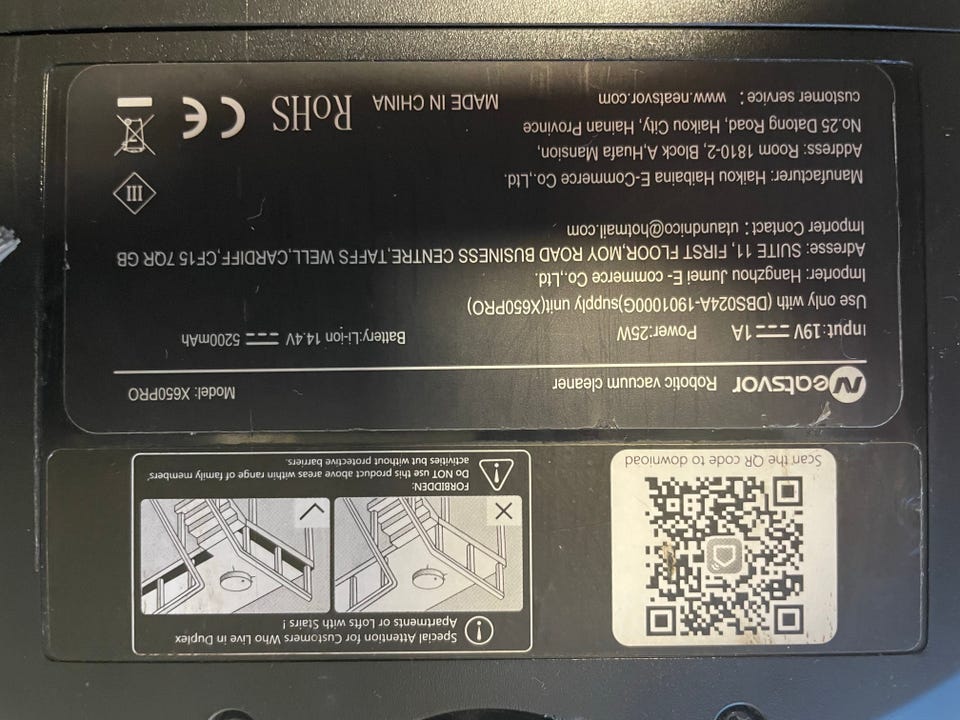 Special Attention for Customers Who Live in Duplex
Apartments or Lofts with Stairs !
FORBIDDEN:
Do NOT use this product above areas within range of family members'
activities but without protective barriers.
Scan the QR code to download
Neatsvor Robotic vacuum cleaner Model: X650PRO
Input:19V 1A Power:25W Battery:Li-ion 14.4V 5200mAh
Use only with (DBS024A-1901000G)supply unit(X650PRO)
Importer: Hangzhou Jumei E- commerce Co.,Ltd.
Adresse: SUITE 11, FIRST FLOOR,MOY ROAD BUSINESS CENTRE,TAFFS WELL,CARDIFF,CF15 7QR GB
Importer Contact: utaundnico@hotmail.com
Manufacturer: Haikou Haibaina E-Commerce Co.,Ltd.
Address: Room 1810-2, Block A,Huafa Mansion,
No.25 Datong Road, Haikou City, Hainan Province
customer service: www.neatsvor.com
MADE IN CHINA RoHS CE
III